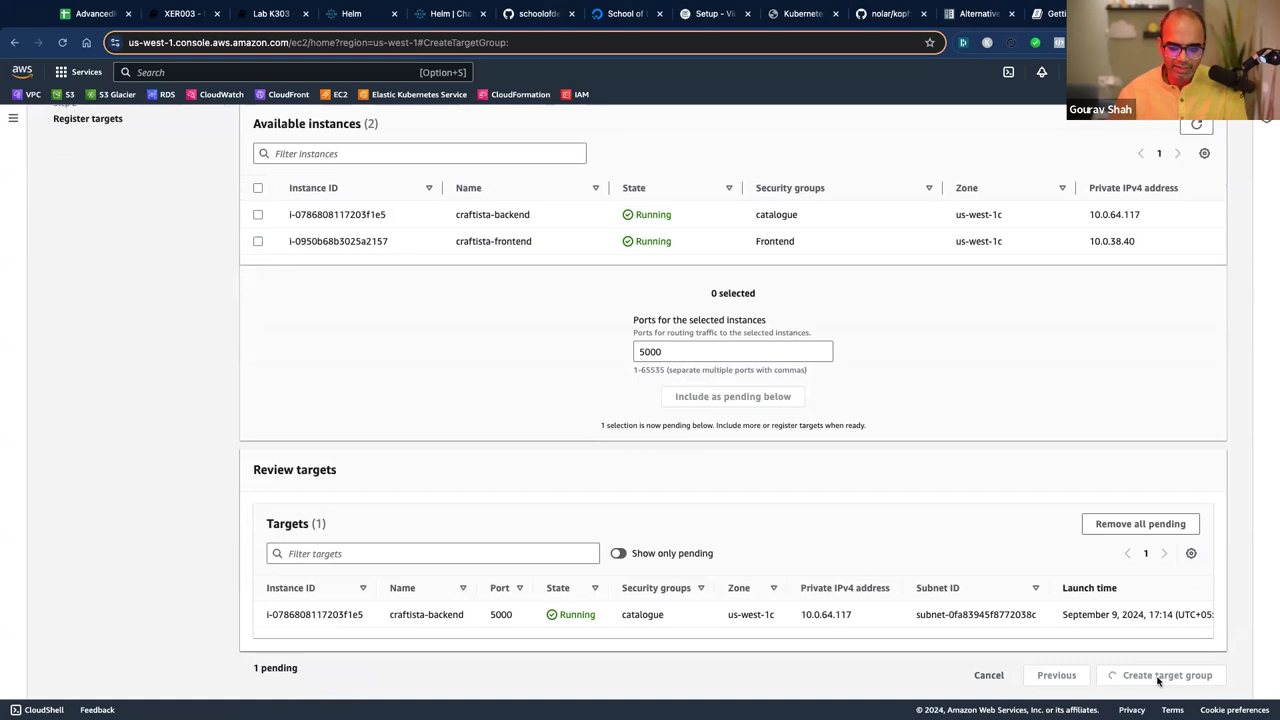 Advanced
XER003 -
Lab K303
Helm
Helm | Cha
schoolofde
School of
Setup - Vi
Kubernete
nolar/kopf
Alternative
Getti
us-west-1.console.aws.amazon.com/ec2/home?region=us-west-1#CreateTargetGroup:
aws
Services
Search
[Option+S]
VPC
S3
S3 Glacier
RDS
CloudWatch
CloudFront
EC2
Elastic Kubernetes Service
CloudFormation
IAM
Gourav Shah
Register targets
Available instances (2)
Filter instances
1
Instance ID
Name
State
Security groups
Zone
Private IPv4 address
i-0786808117203f1e5
craftista-backend
Running
catalogue
us-west-1c
10.0.64.117
i-0950b68b3025a2157
craftista-frontend
Running
Frontend
us-west-1c
10.0.38.40
0 selected
Ports for the selected instances
Ports for routing traffic to the selected instances.
5000
1-65535 (separate multiple ports with commas)
Include as pending below
1 selection is now pending below. Include more or register targets when ready.
Review targets
Targets (1)
Remove all pending
Filter targets
Show only pending
1
Instance ID
Name
Port
State
Security groups
Zone
Private IPv4 address
Subnet ID
Launch time
i-0786808117203f1e5
craftista-backend
5000
Running
catalogue
us-west-1c
10.0.64.117
subnet-0fa83945f8772038c
September 9, 2024, 17:14 (UTC+05:
1 pending
Cancel
Previous
Create target group
CloudShell
Feedback
© 2024, Amazon Web Services, Inc. or its affiliates.
Privacy
Terms
Cookie preferences